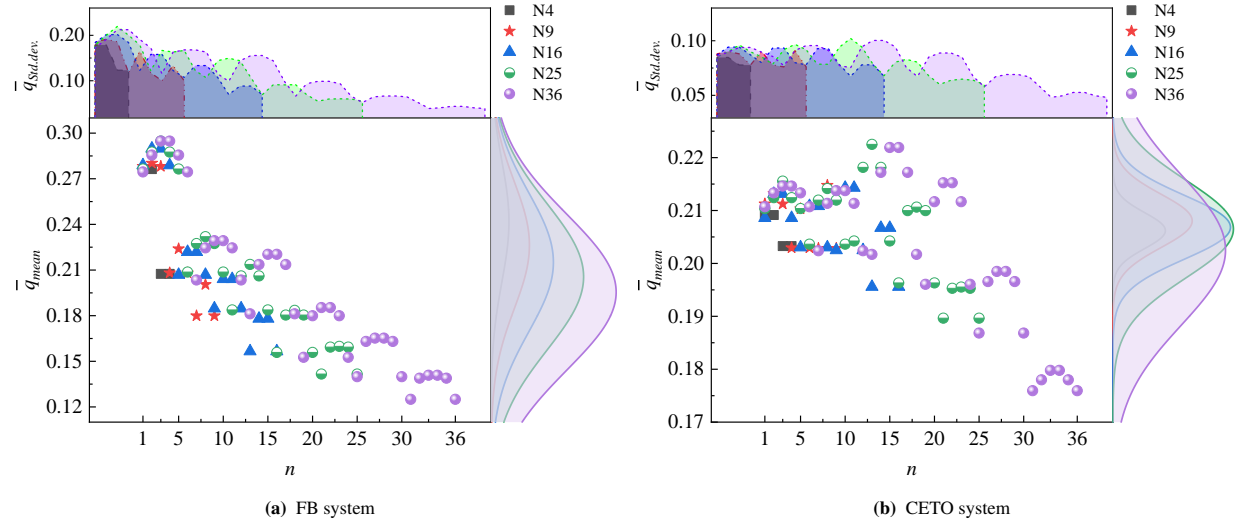 0.20
0.10
q̄ Std.dev.
N4
N9
N16
N25
N36
0.30
0.27
0.24
0.21
0.18
0.15
0.12
q̄ mean
1 5 10 15 20 25 30 36
n
(a) FB system
0.10
0.05
q̄ Std.dev.
N4
N9
N16
N25
N36
0.22
0.21
0.20
0.19
0.18
0.17
q̄ mean
1 5 10 15 20 25 30 36
n
(b) CETO system